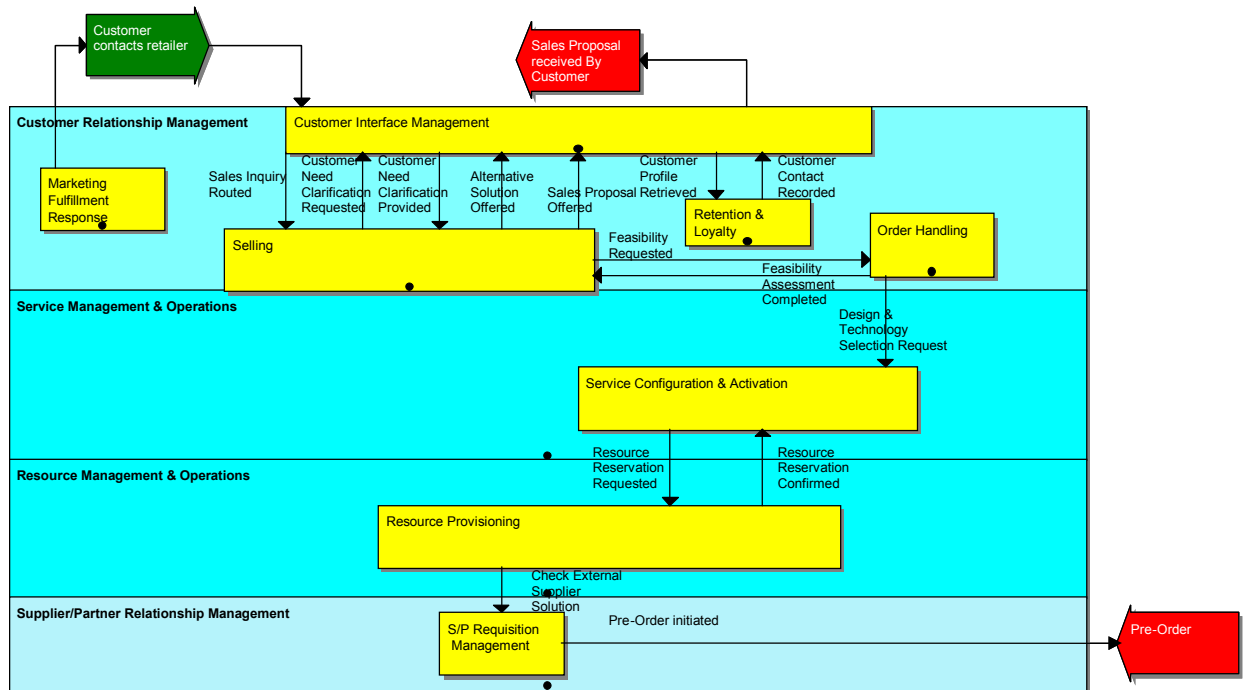 Customer
contacts retailer
Sales Proposal
received By
Customer
Customer Relationship Management
Customer Interface Management
Marketing
Fulfillment
Response
Sales Inquiry
Routed
Customer
Need
Clarification
Requested
Customer
Need
Clarification
Provided
Alternative
Solution
Offered
Sales Proposal
Offered
Customer
Profile
Retrieved
Customer
Contact
Recorded
Retention &
Loyalty
Order Handling
Selling
Feasibility
Requested
Feasibility
Assessment
Completed
Service Management & Operations
Design &
Technology
Selection Request
Service Configuration & Activation
Resource
Reservation
Requested
Resource
Reservation
Confirmed
Resource Management & Operations
Resource Provisioning
Check External
Supplier
Solution
Supplier/Partner Relationship Management
S/P Requisition
Management
Pre-Order initiated
Pre-Order